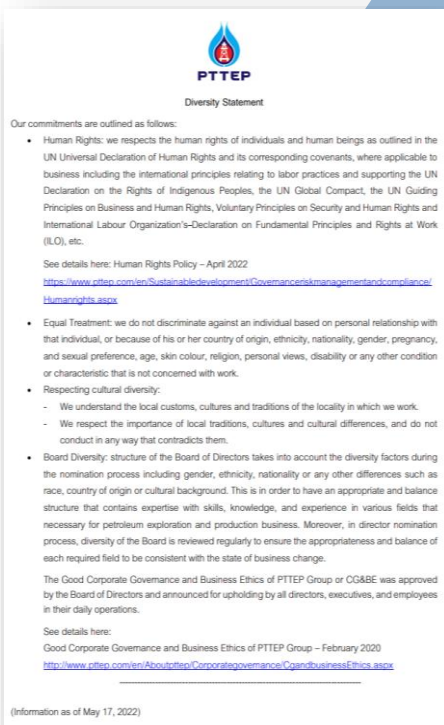 PTTEP
Diversity Statement
Our commitments are outlined as follows:
• Human Rights: we respects the human rights of individuals and human beings as outlined in the
UN Universal Declaration of Human Rights and its corresponding covenants, where applicable to
business including the international principles relating to labor practices and supporting the UN
Declaration on the Rights of Indigenous Peoples, the UN Global Compact, the UN Guiding
Principles on Business and Human Rights, Voluntary Principles on Security and Human Rights and
International Labour Organization's–Declaration on Fundamental Principles and Rights at Work
(ILO), etc.
See details here: Human Rights Policy – April 2022
https://www.pttep.com/en/Sustainabledevelopment/Governanceriskmanagementandcompliance/
Humanrights.aspx
• Equal Treatment: we do not discriminate against an individual based on personal relationship with
that individual, or because of his or her country of origin, ethnicity, nationality, gender, pregnancy,
and sexual preference, age, skin colour, religion, personal views, disability or any other condition
or characteristic that is not concerned with work.
• Respecting cultural diversity:
- We understand the local customs, cultures and traditions of the locality in which we work.
- We respect the importance of local traditions, cultures and cultural differences, and do not
conduct in any way that contradicts them.
• Board Diversity: structure of the Board of Directors takes into account the diversity factors during
the nomination process including gender, ethnicity, nationality or any other differences such as
race, country of origin or cultural background. This is in order to have an appropriate and balance
structure that contains expertise with skills, knowledge, and experience in various fields that
necessary for petroleum exploration and production business. Moreover, in director nomination
process, diversity of the Board is reviewed regularly to ensure the appropriateness and balance of
each required field to be consistent with the state of business change.
The Good Corporate Governance and Business Ethics of PTTEP Group or CG&BE was approved
by the Board of Directors and announced for upholding by all directors, executives, and employees
in their daily operations.
See details here:
Good Corporate Governance and Business Ethics of PTTEP Group – February 2020
http://www.pttep.com/en/Aboutpttep/Corporategovernance/CgandbusinessEthics.aspx
(Information as of May 17, 2022)